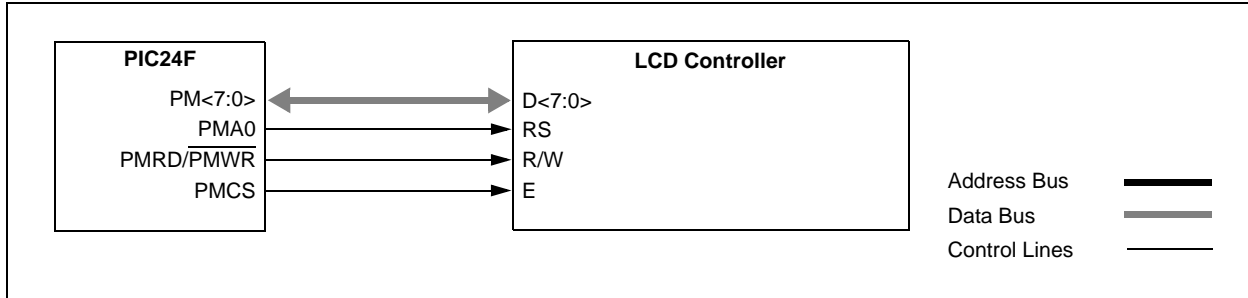 PIC24F
PM<7:0>
PMA0
PMRD/PMWR
PMCS
LCD Controller
D<7:0>
RS
R/W
E
Address Bus
Data Bus
Control Lines